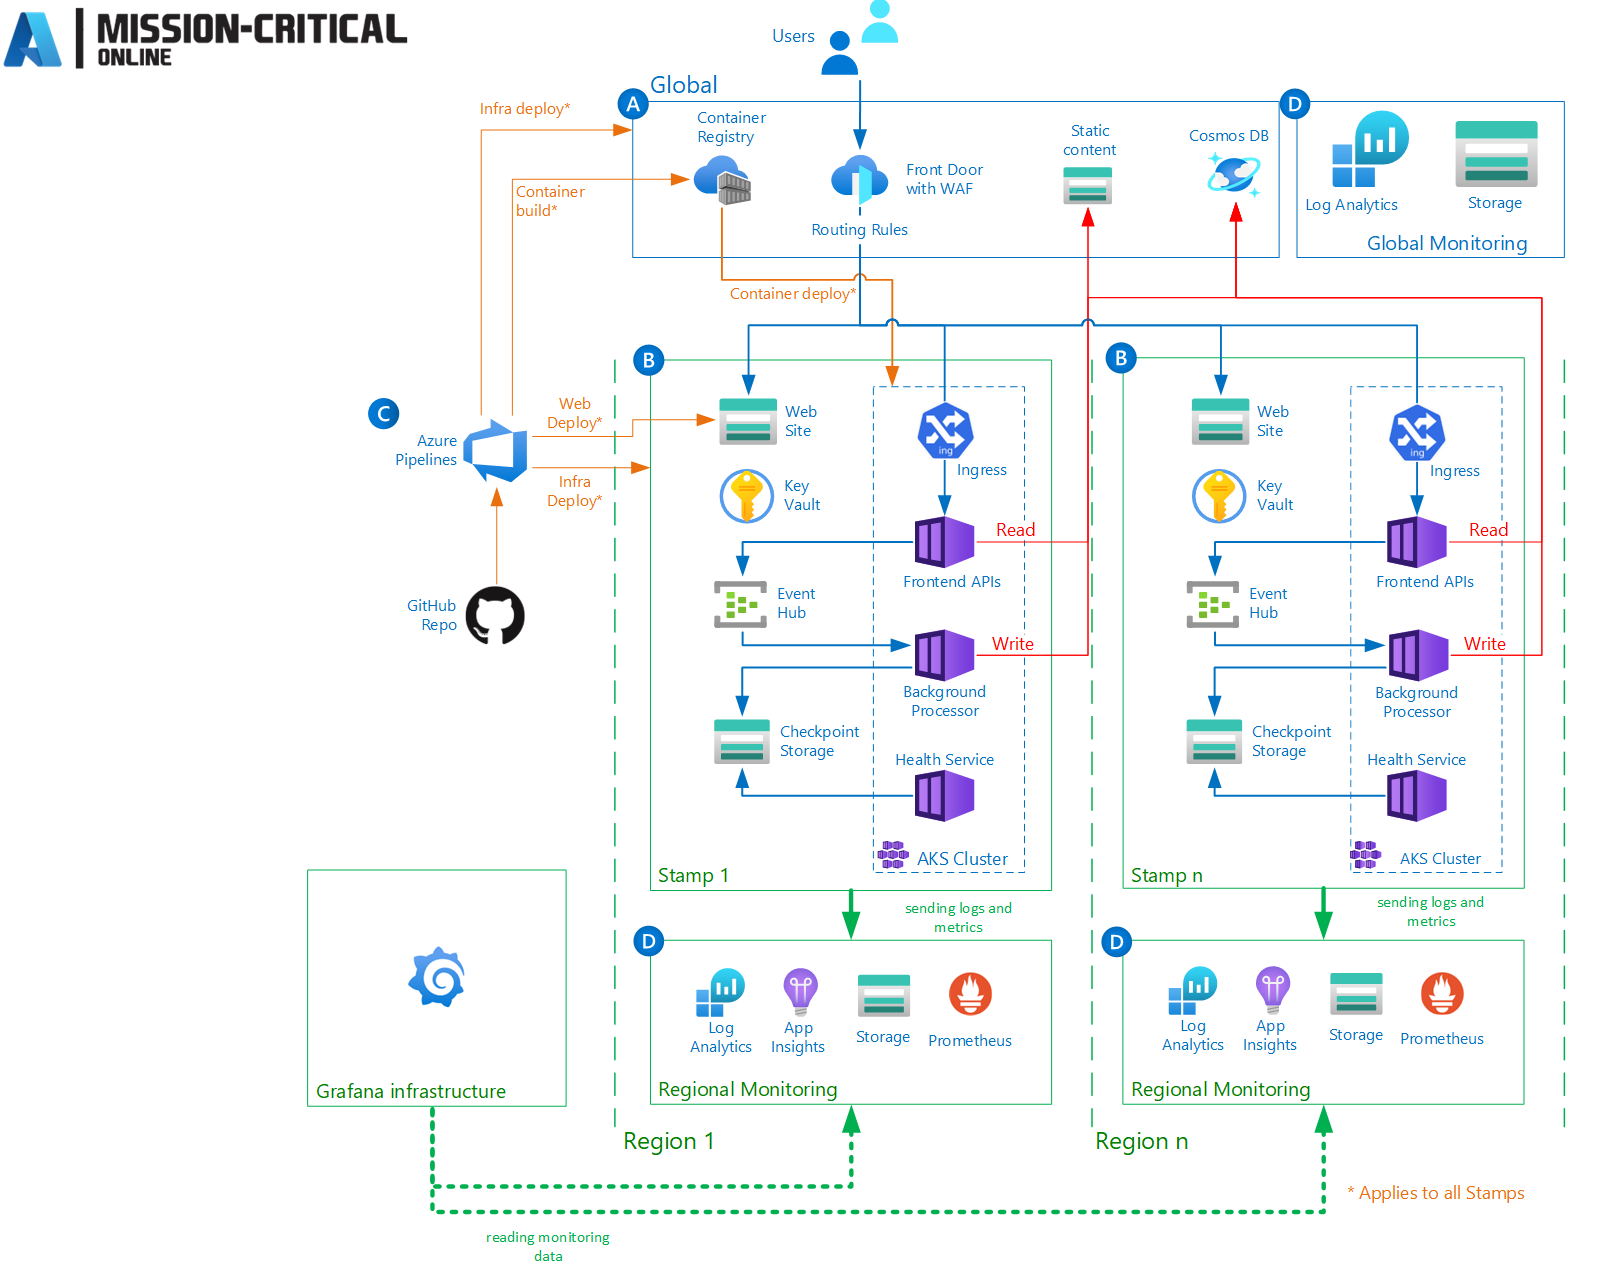 MISSION-CRITICAL
ONLINE
Users
Global
A
D
Infra deploy*
Container
Registry
Static
content
Cosmos DB
Container
build*
Front Door
with WAF
Log Analytics
Storage
Routing Rules
Global Monitoring
Container deploy*
B
B
C
Web
Deploy*
Azure
Pipelines
Infra
Deploy*
GitHub
Repo
Web
Site
ing
Ingress
Key
Vault
Read
Frontend APIs
Event
Hub
Write
Background
Processor
Checkpoint
Storage
Health Service
AKS Cluster
Stamp 1
Web
Site
ing
Ingress
Key
Vault
Read
Frontend APIs
Event
Hub
Write
Background
Processor
Checkpoint
Storage
Health Service
AKS Cluster
Stamp n
sending logs and
metrics
sending logs and
metrics
D
Log
Analytics
App
Insights
Storage
Prometheus
Regional Monitoring
D
Log
Analytics
App
Insights
Storage
Prometheus
Regional Monitoring
Grafana infrastructure
Region 1
Region n
* Applies to all Stamps
reading monitoring
data